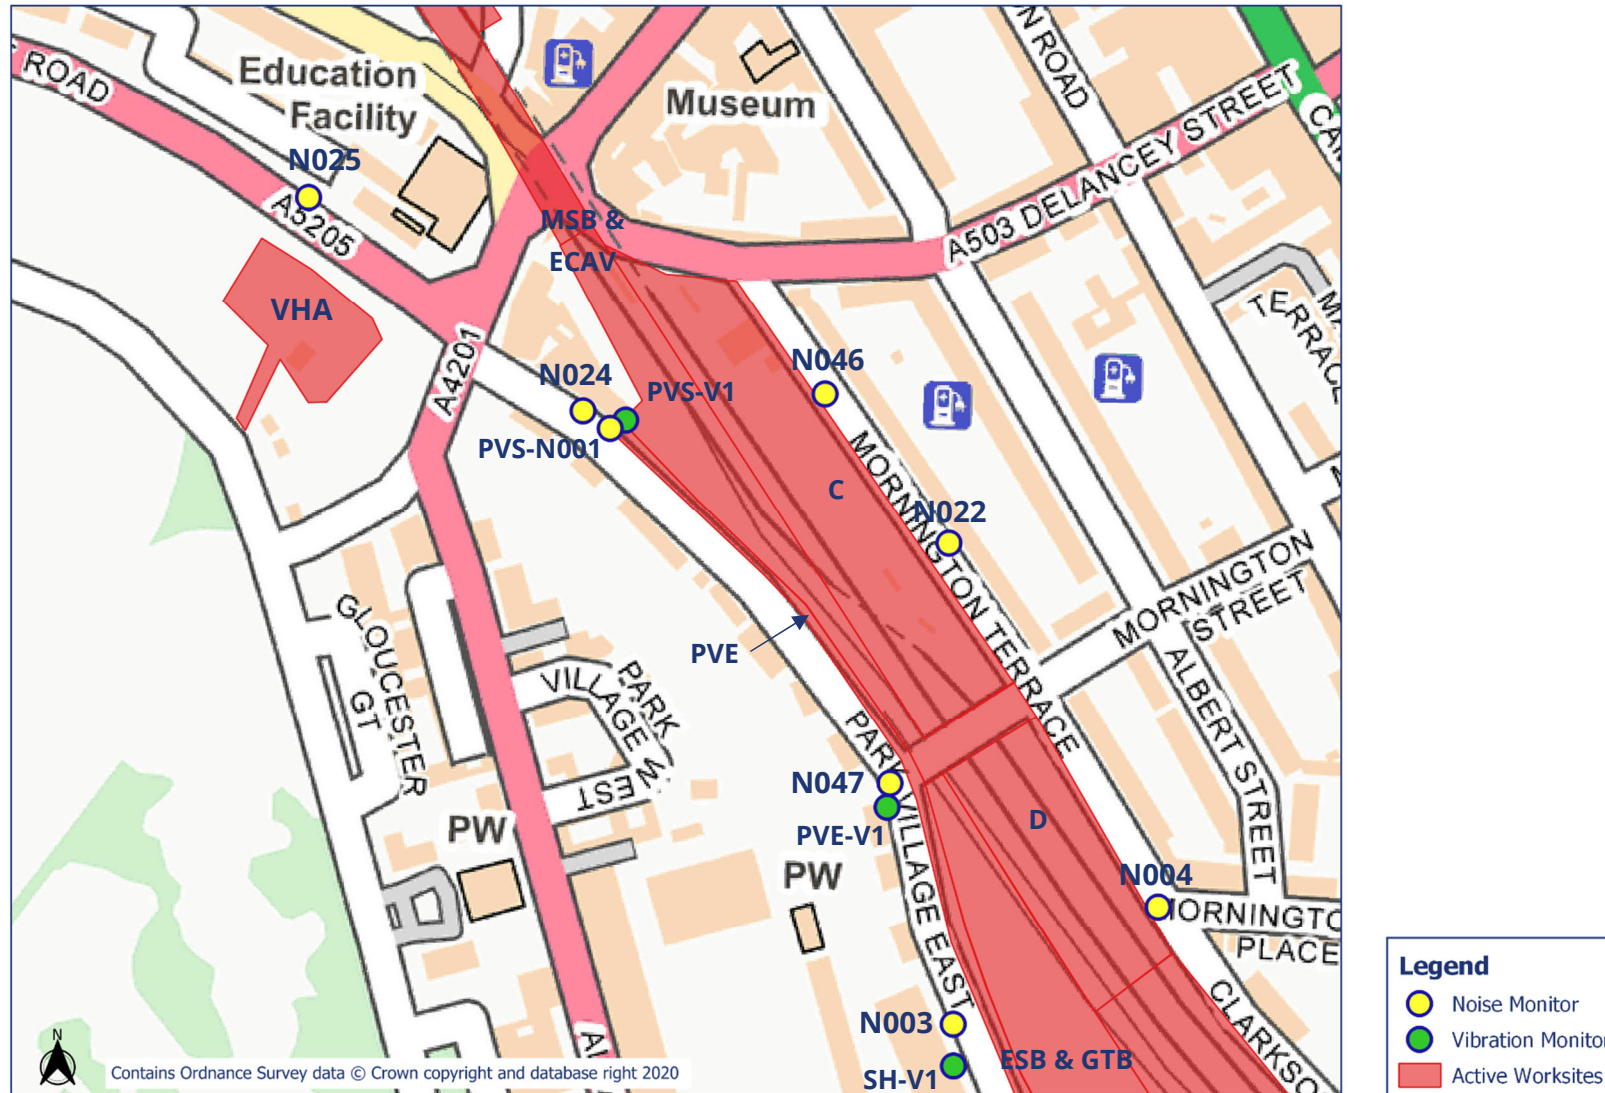 ROAD
Education
Facility
N025
A5205
VHA
A4201
Museum
N ROAD
A503 DELANCEY STREET
TERRACE
MSB &
ECAV
N024
PVS-V1
PVS-N001
N046
C
N022
MORNINGTON TERRACE
MORNINGTON
STREET
ALBERT STREET
PVE
GLOUCESTER
GT
PARK
VILLAGE
WEST
PARK VILLAGE EAST
N047
PVE-V1
D
PW
PW
N004
MORNINGTO
PLACE
N003
SH-V1
ESB & GTB
CLARKSO
N
Contains Ordnance Survey data © Crown copyright and database right 2020
Legend
Noise Monitor
Vibration Monitor
Active Worksites